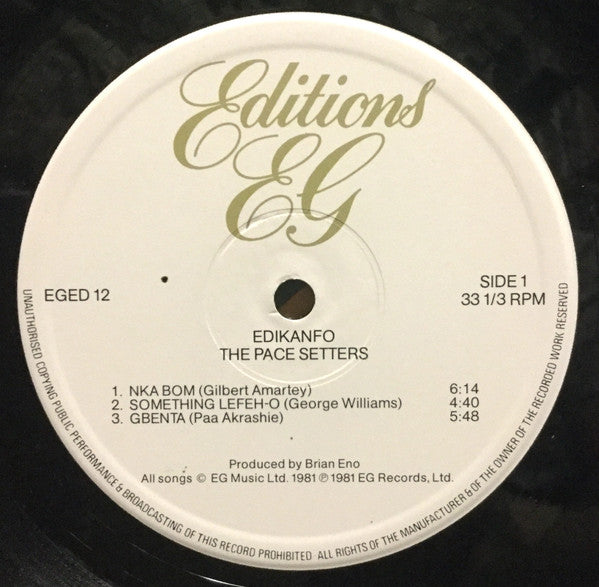 Editions
EG
EGED 12
SIDE 1
33 1/3 RPM
EDIKANFO
THE PACE SETTERS
1. NKA BOM (Gilbert Amartey) 6:14
2. SOMETHING LEFEH-O (George Williams) 4:40
3. GBENTA (Paa Akrashie) 5:48
Produced by Brian Eno
All songs © EG Music Ltd. 1981 ℗ 1981 EG Records, Ltd.
UNAUTHORISED COPYING PUBLIC PERFORMANCE & BROADCASTING OF THIS RECORD PROHIBITED · ALL RIGHTS OF THE MANUFACTURER & OF THE OWNER OF THE RECORDED WORK RESERVED